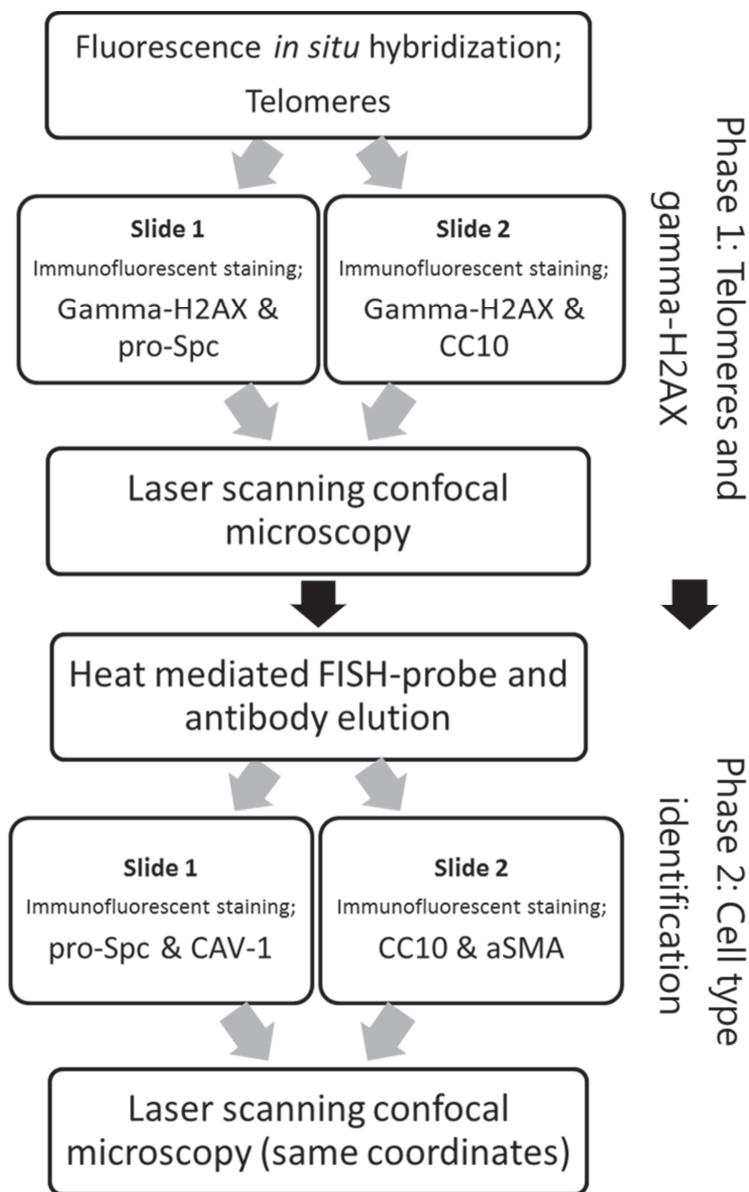 Fluorescence in situ hybridization;
Telomeres
Slide 1
Immunofluorescent staining;
Gamma-H2AX &
pro-Spc
Slide 2
Immunofluorescent staining;
Gamma-H2AX &
CC10
Laser scanning confocal
microscopy
Phase 1: Telomeres and
gamma-H2AX
Heat mediated FISH-probe and
antibody elution
Slide 1
Immunofluorescent staining;
pro-Spc & CAV-1
Slide 2
Immunofluorescent staining;
CC10 & aSMA
Laser scanning confocal
microscopy (same coordinates)
Phase 2: Cell type
identification